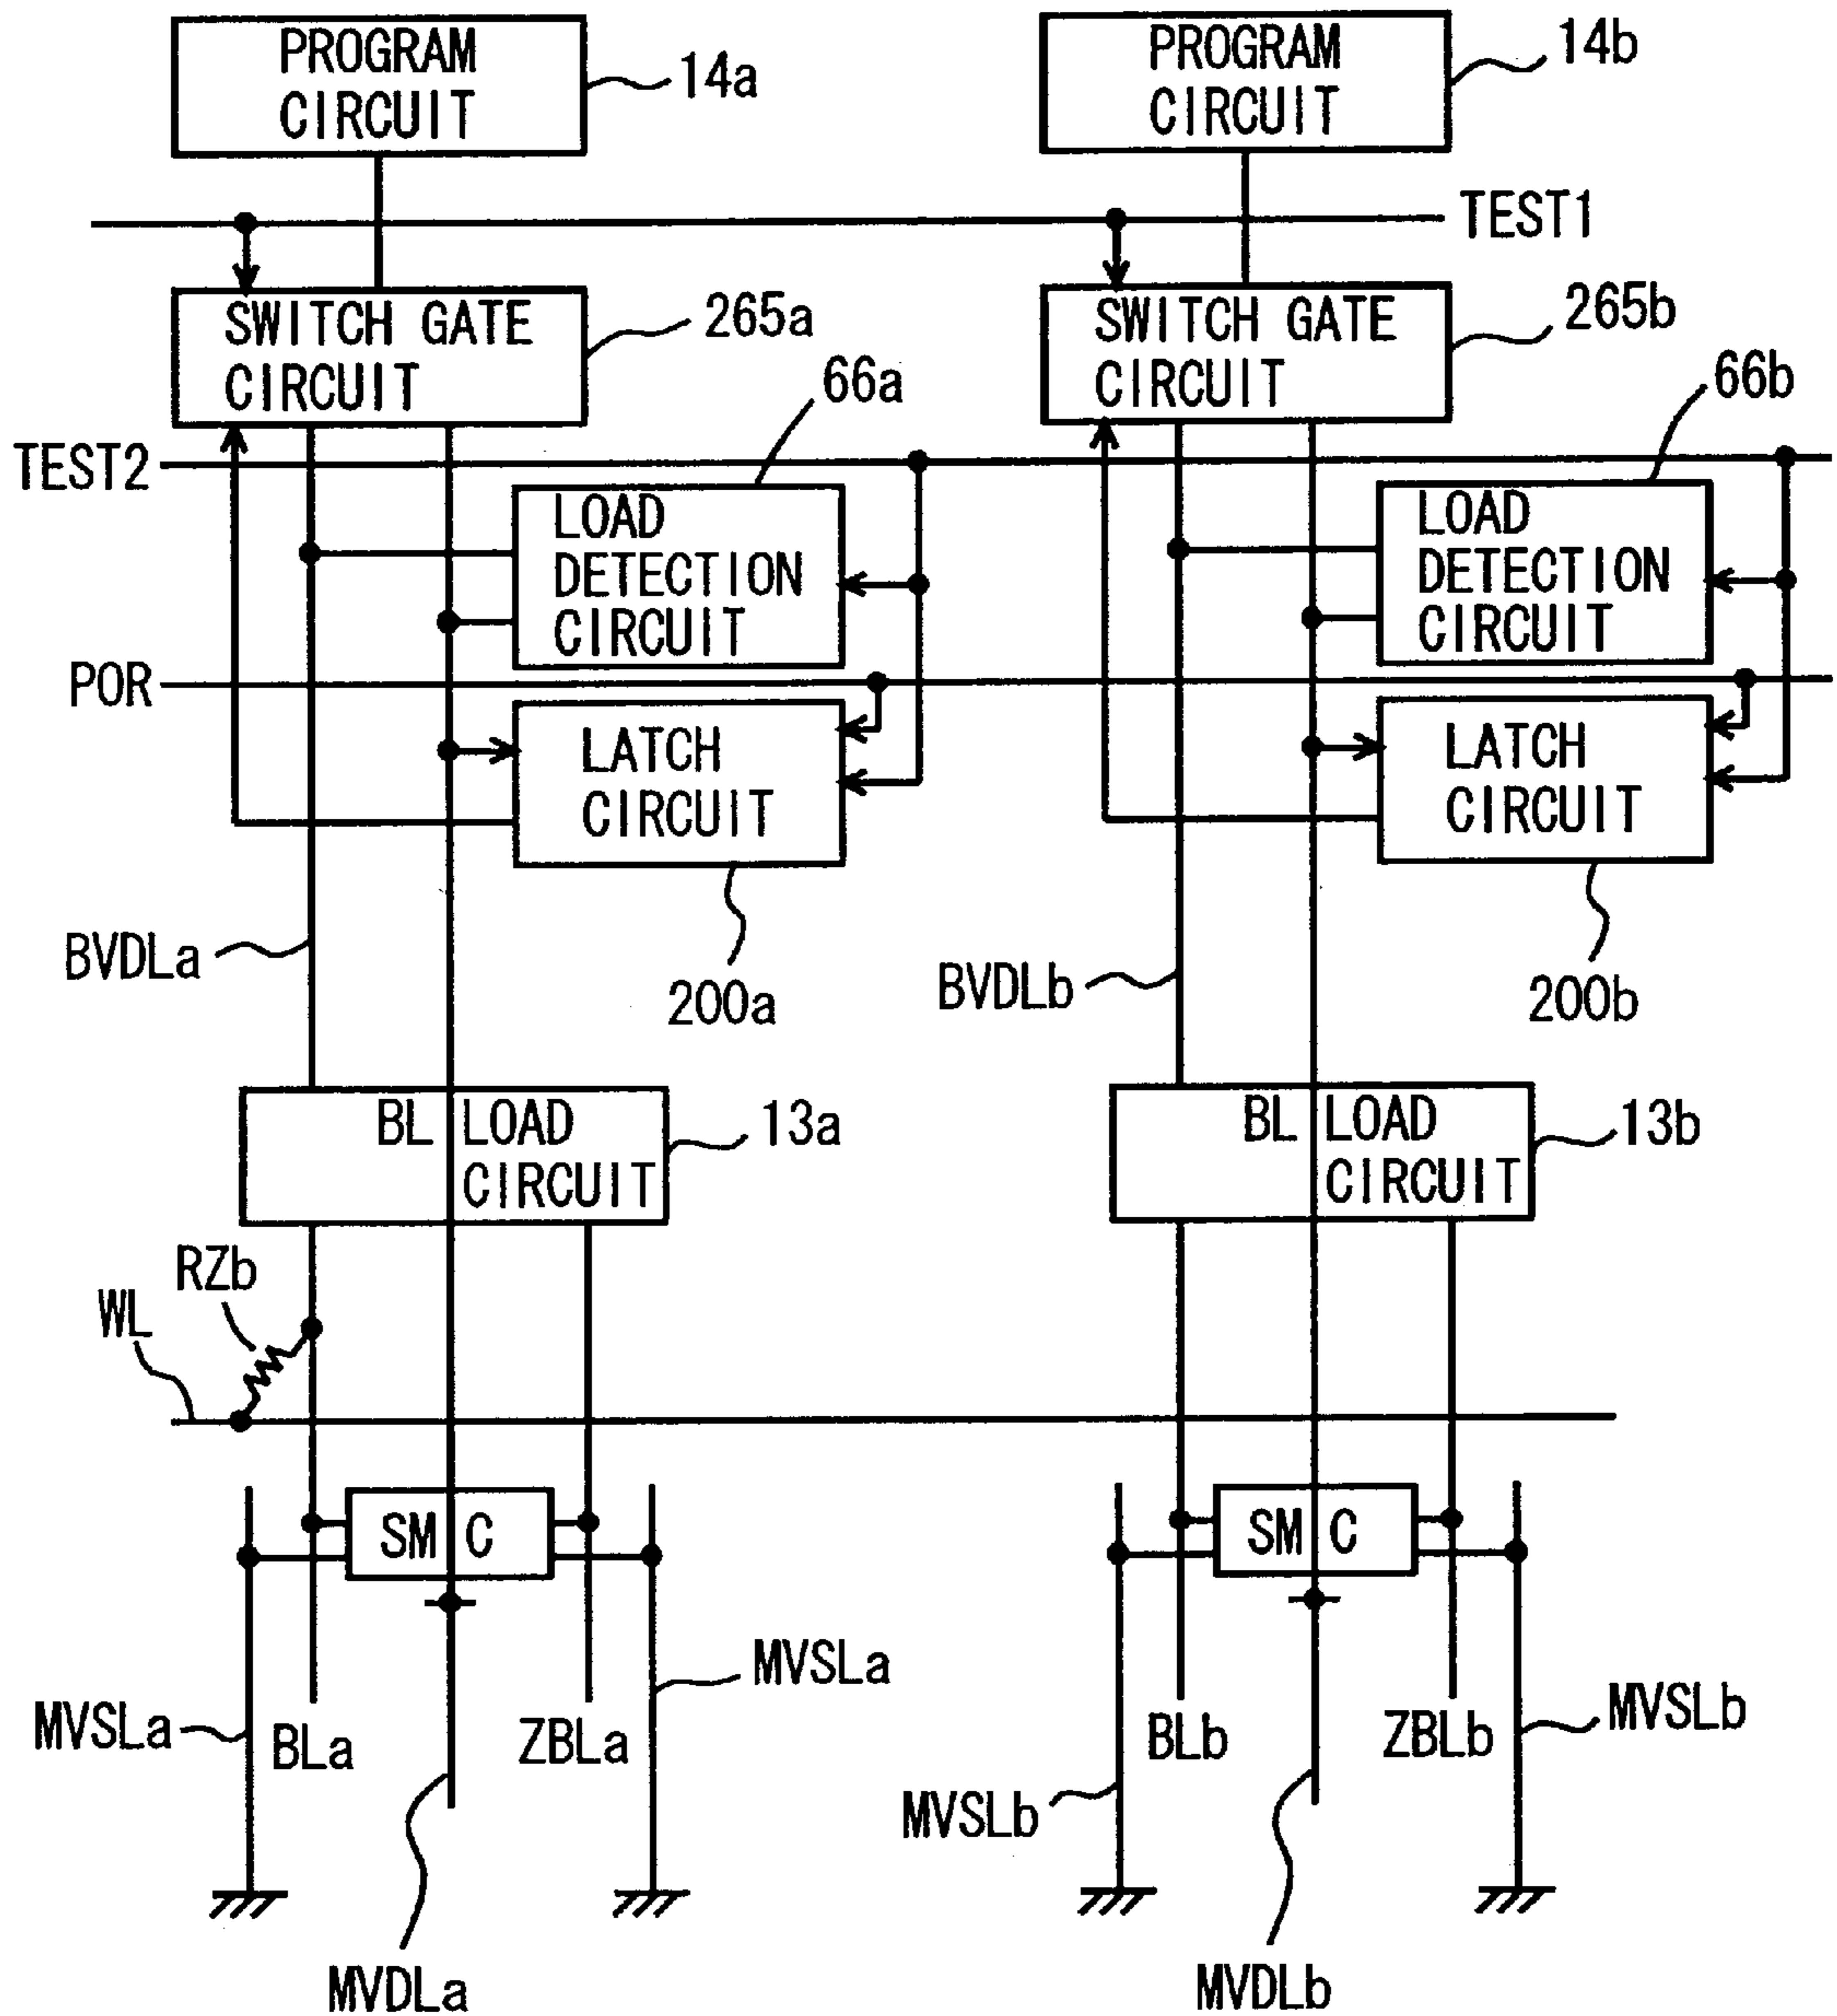 PROGRAM
CIRCUIT
14a
PROGRAM
CIRCUIT
14b
TEST1
SWITCH GATE
CIRCUIT
265a
SWITCH GATE
CIRCUIT
265b
66a
66b
TEST2
LOAD
DETECTION
CIRCUIT
LOAD
DETECTION
CIRCUIT
POR
LATCH
CIRCUIT
LATCH
CIRCUIT
BVDLa
200a
BVDLb
200b
BL LOAD
CIRCUIT
13a
BL LOAD
CIRCUIT
13b
RZb
WL
SMC
SMC
MVSLa
BLa
ZBLa
MVSLa
MVSLb
BLb
ZBLb
MVSLb
MVDLa
MVDLb